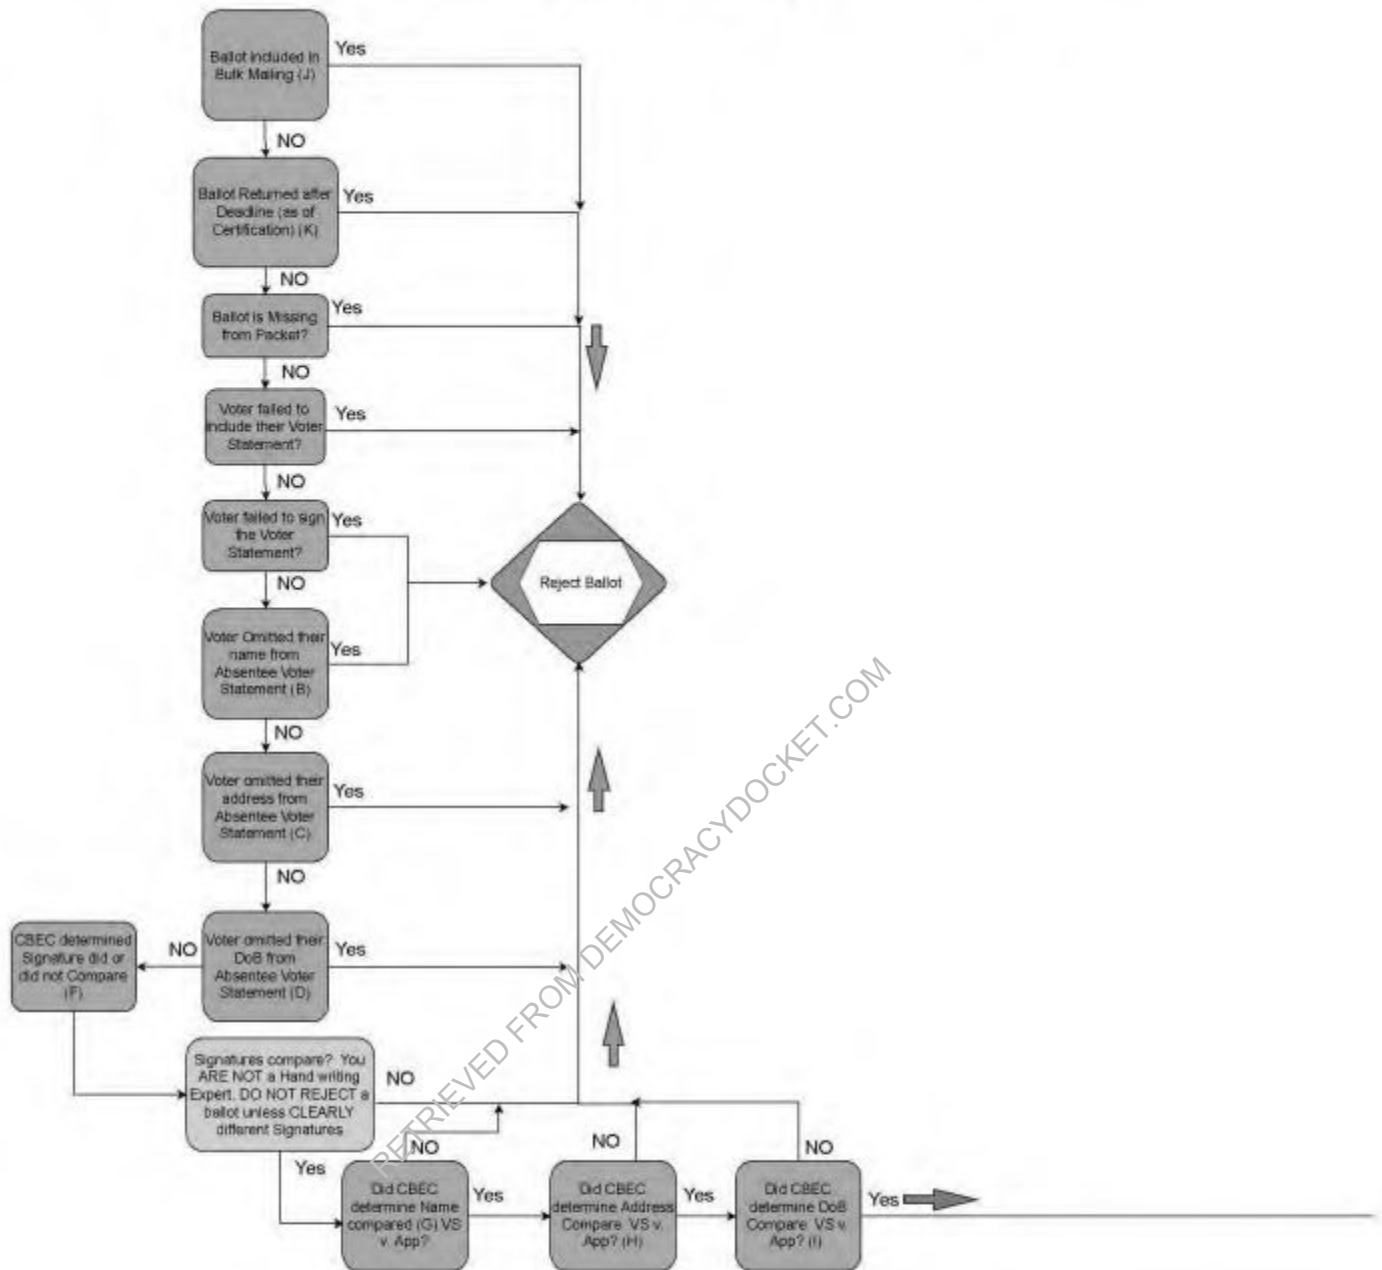 Ballot included in
Bulk Mailing (J)
Yes
NO
Ballot Returned after
Deadline (as of
Certification) (K)
Yes
NO
Ballot is Missing
from Packet?
Yes
NO
Voter failed to
include their Voter
Statement?
Yes
NO
Voter failed to sign
the Voter
Statement?
Yes
NO
Reject Ballot
Voter Omitted their
name from
Absentee Voter
Statement (B)
Yes
NO
Voter omitted their
address from
Absentee Voter
Statement (C)
Yes
NO
Voter omitted their
DoB from
Absentee Voter
Statement (D)
Yes
NO
CBEC determined
Signature did or
did not Compare
(F)
Signatures compare? You
ARE NOT a Hand writing
Expert, DO NOT REJECT a
ballot unless CLEARLY
different Signatures
NO
Yes
Did CBEC
determine Name
compared (G) VS
v. App?
NO
Yes
Did CBEC
determine Address
Compare VS v.
App? (H)
NO
Yes
Did CBEC
determine DoB
Compare VS v.
App? (I)
NO
Yes
RETRIEVED FROM DEMOCRACYDOCKET.COM